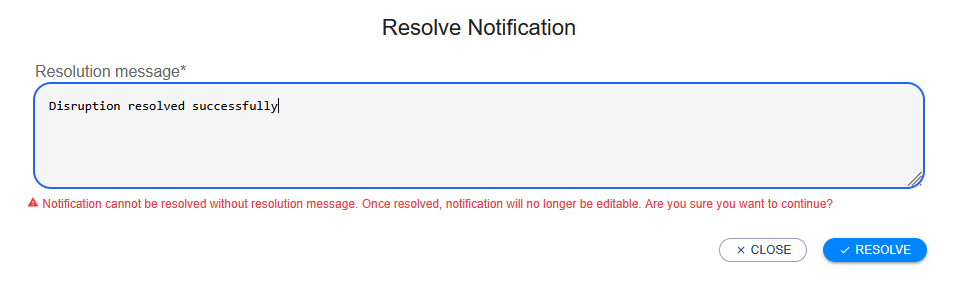 Resolve Notification
Resolution message*
Disruption resolved successfully
Notification cannot be resolved without resolution message. Once resolved, notification will no longer be editable. Are you sure you want to continue?
CLOSE
RESOLVE